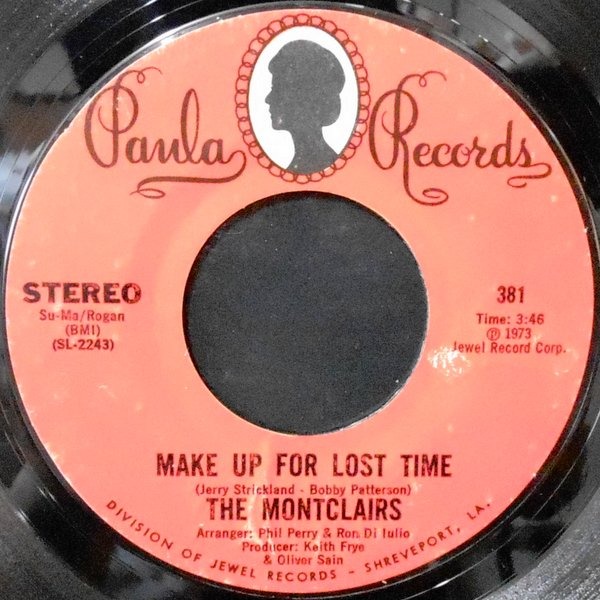 Paula Records
STEREO
Su-Ma/Rogan
(BMI)
(SL-2243)
381
Time: 3:46
℗ 1973
Jewel Record Corp.
MAKE UP FOR LOST TIME
(Jerry Strickland - Bobby Patterson)
THE MONTCLAIRS
Arranger: Phil Perry & Ron Di Iulio
Producer: Keith Frye
& Oliver Sain
DIVISION OF JEWEL RECORDS - SHREVEPORT, LA.